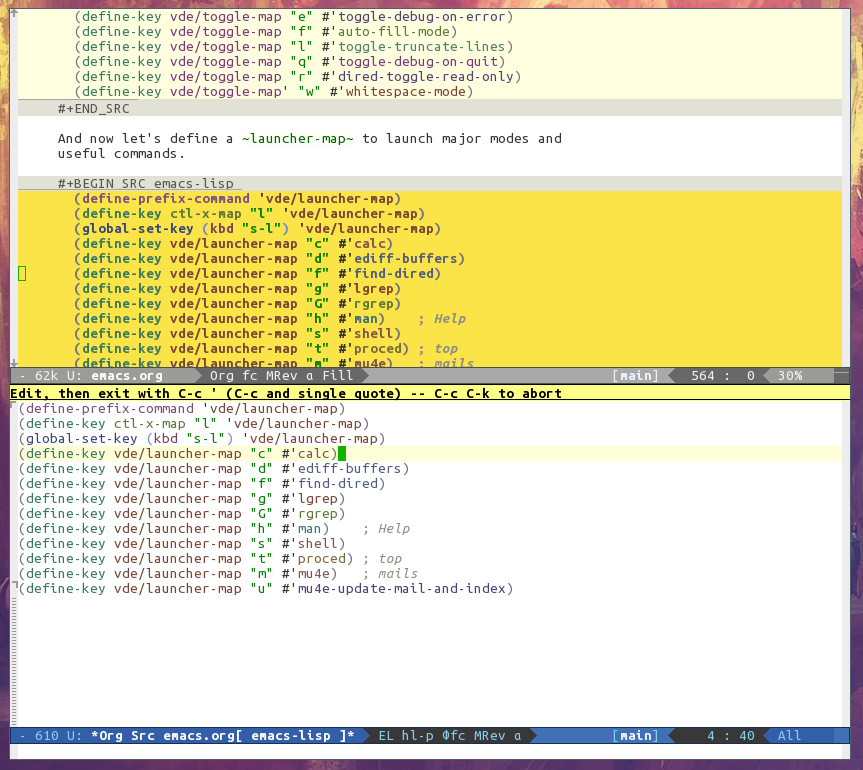 (define-key vde/toggle-map "e" #'toggle-debug-on-error)
(define-key vde/toggle-map "f" #'auto-fill-mode)
(define-key vde/toggle-map "l" #'toggle-truncate-lines)
(define-key vde/toggle-map "q" #'toggle-debug-on-quit)
(define-key vde/toggle-map "r" #'dired-toggle-read-only)
(define-key vde/toggle-map' "w" #'whitespace-mode)
#+END_SRC
And now let's define a ~launcher-map~ to launch major modes and
useful commands.
#+BEGIN_SRC emacs-lisp
(define-prefix-command 'vde/launcher-map)
(define-key ctl-x-map "l" 'vde/launcher-map)
(global-set-key (kbd "s-l") 'vde/launcher-map)
(define-key vde/launcher-map "c" #'calc)
(define-key vde/launcher-map "d" #'ediff-buffers)
(define-key vde/launcher-map "f" #'find-dired)
(define-key vde/launcher-map "g" #'lgrep)
(define-key vde/launcher-map "G" #'rgrep)
(define-key vde/launcher-map "h" #'man)    ; Help
(define-key vde/launcher-map "s" #'shell)
(define-key vde/launcher-map "t" #'proced) ; top
(define-key vde/launcher-map "m" #'mu4e)   ; mails
- 62k U: emacs.org Org fc MRev α Fill [main] 564 : 0 30%
Edit, then exit with C-c ' (C-c and single quote) -- C-c C-k to abort
(define-prefix-command 'vde/launcher-map)
(define-key ctl-x-map "l" 'vde/launcher-map)
(global-set-key (kbd "s-l") 'vde/launcher-map)
(define-key vde/launcher-map "c" #'calc)
(define-key vde/launcher-map "d" #'ediff-buffers)
(define-key vde/launcher-map "f" #'find-dired)
(define-key vde/launcher-map "g" #'lgrep)
(define-key vde/launcher-map "G" #'rgrep)
(define-key vde/launcher-map "h" #'man)    ; Help
(define-key vde/launcher-map "s" #'shell)
(define-key vde/launcher-map "t" #'proced) ; top
(define-key vde/launcher-map "m" #'mu4e)   ; mails
(define-key vde/launcher-map "u" #'mu4e-update-mail-and-index)
- 610 U: *Org Src emacs.org[ emacs-lisp ]* EL hl-p Φfc MRev α [main] 4 : 40 All